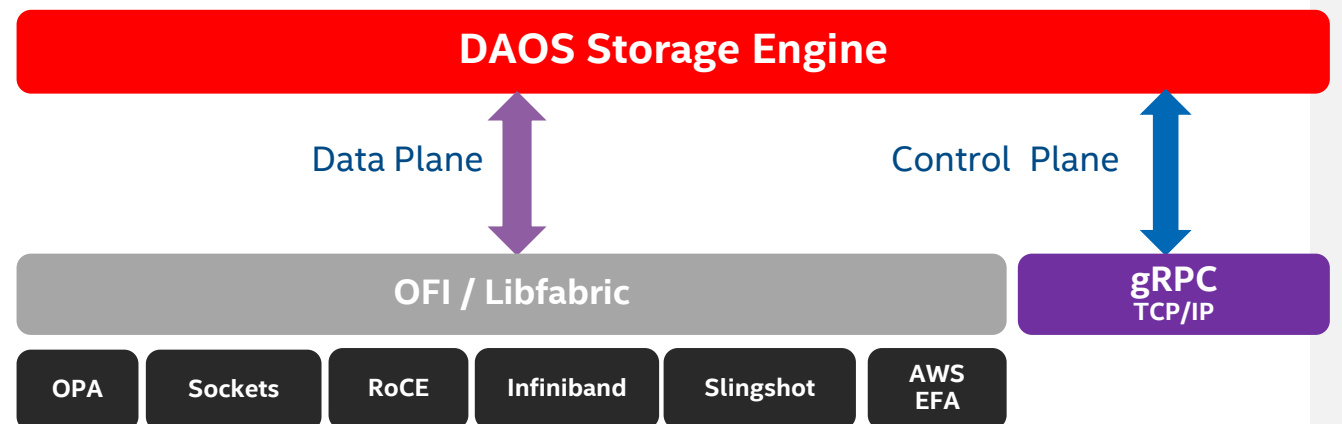 DAOS Storage Engine
Data Plane
Control Plane
OFI / Libfabric
gRPC
TCP/IP
OPA
Sockets
RoCE
Infiniband
Slingshot
AWS
EFA